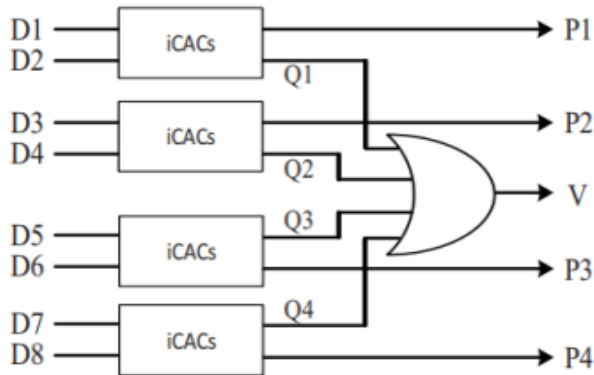 D1 iCACs P1
D2 Q1
D3 iCACs P2
D4 Q2
V
D5 iCACs Q3
D6 P3
D7 iCACs Q4
D8 P4